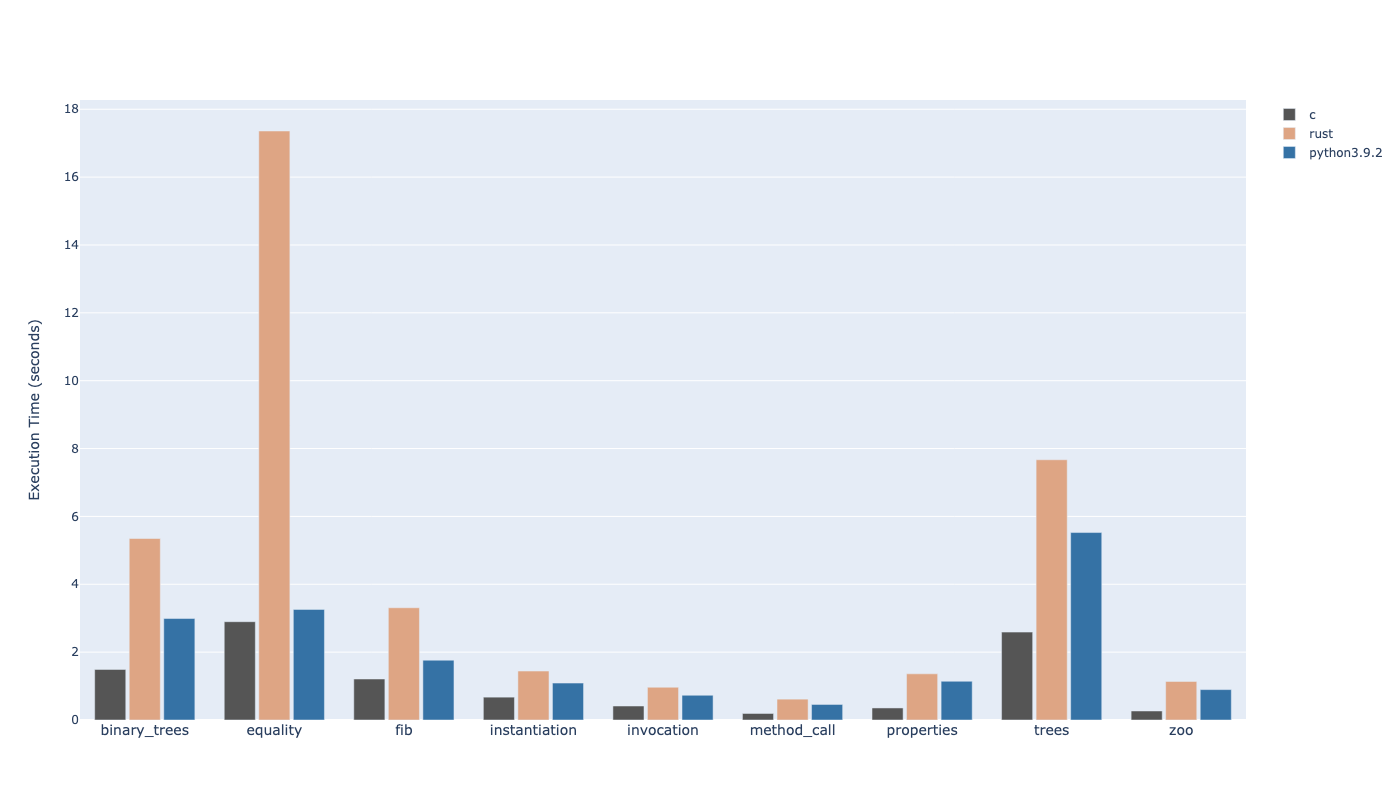 Execution Time (seconds)
18
16
14
12
10
8
6
4
2
0
binary_trees equality fib instantiation invocation method_call properties trees zoo
c
rust
python3.9.2